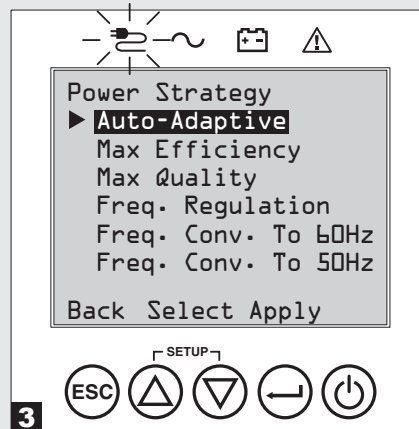 Power Strategy
Auto-Adaptive
Max Efficiency
Max Quality
Freq. Regulation
Freq. Conv. To 60Hz
Freq. Conv. To 50Hz
Back Select Apply
SETUP
ESC
3